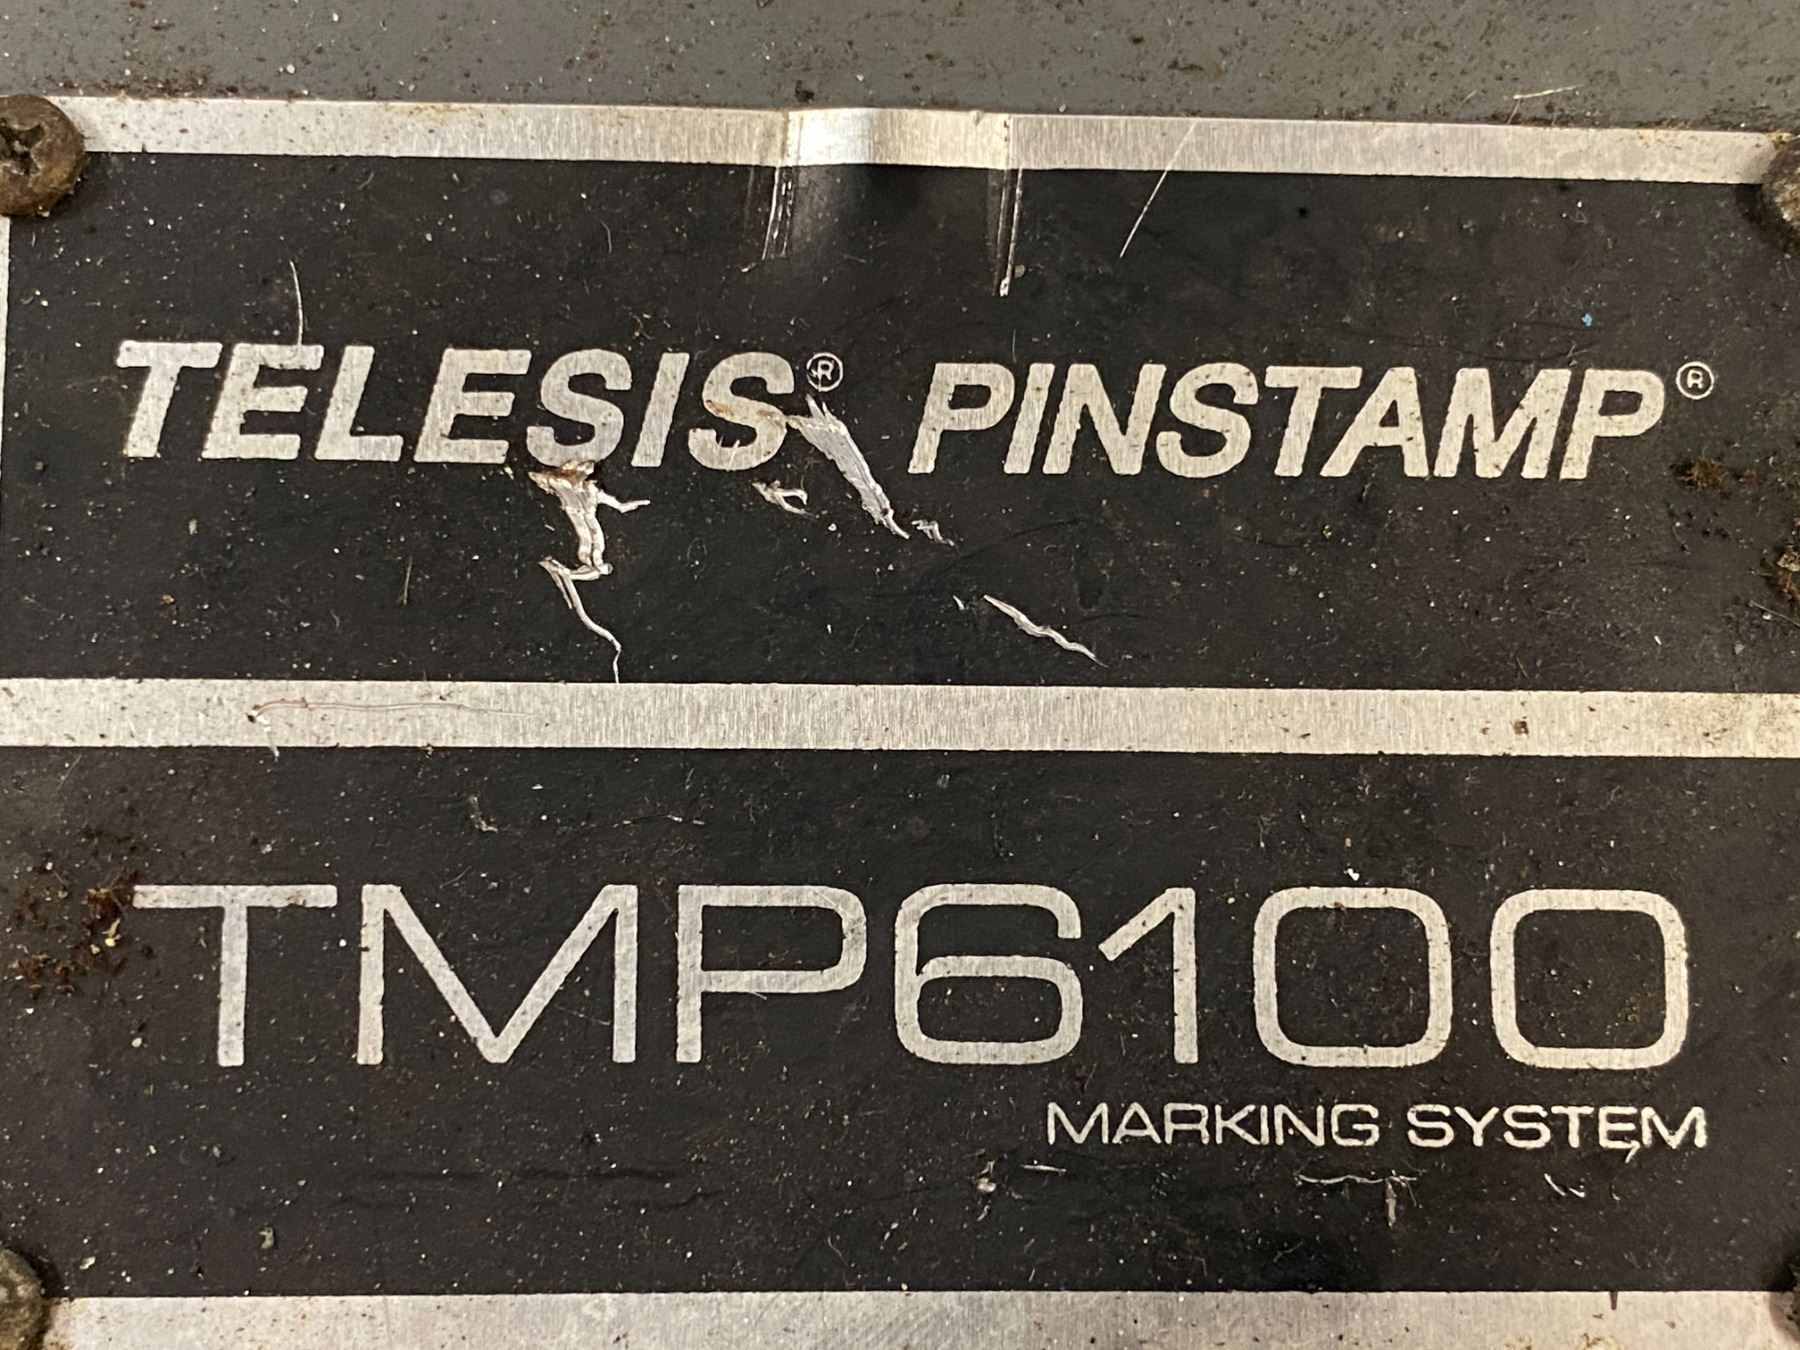 TELESIS® PINSTAMP®
TMP6100
MARKING SYSTEM